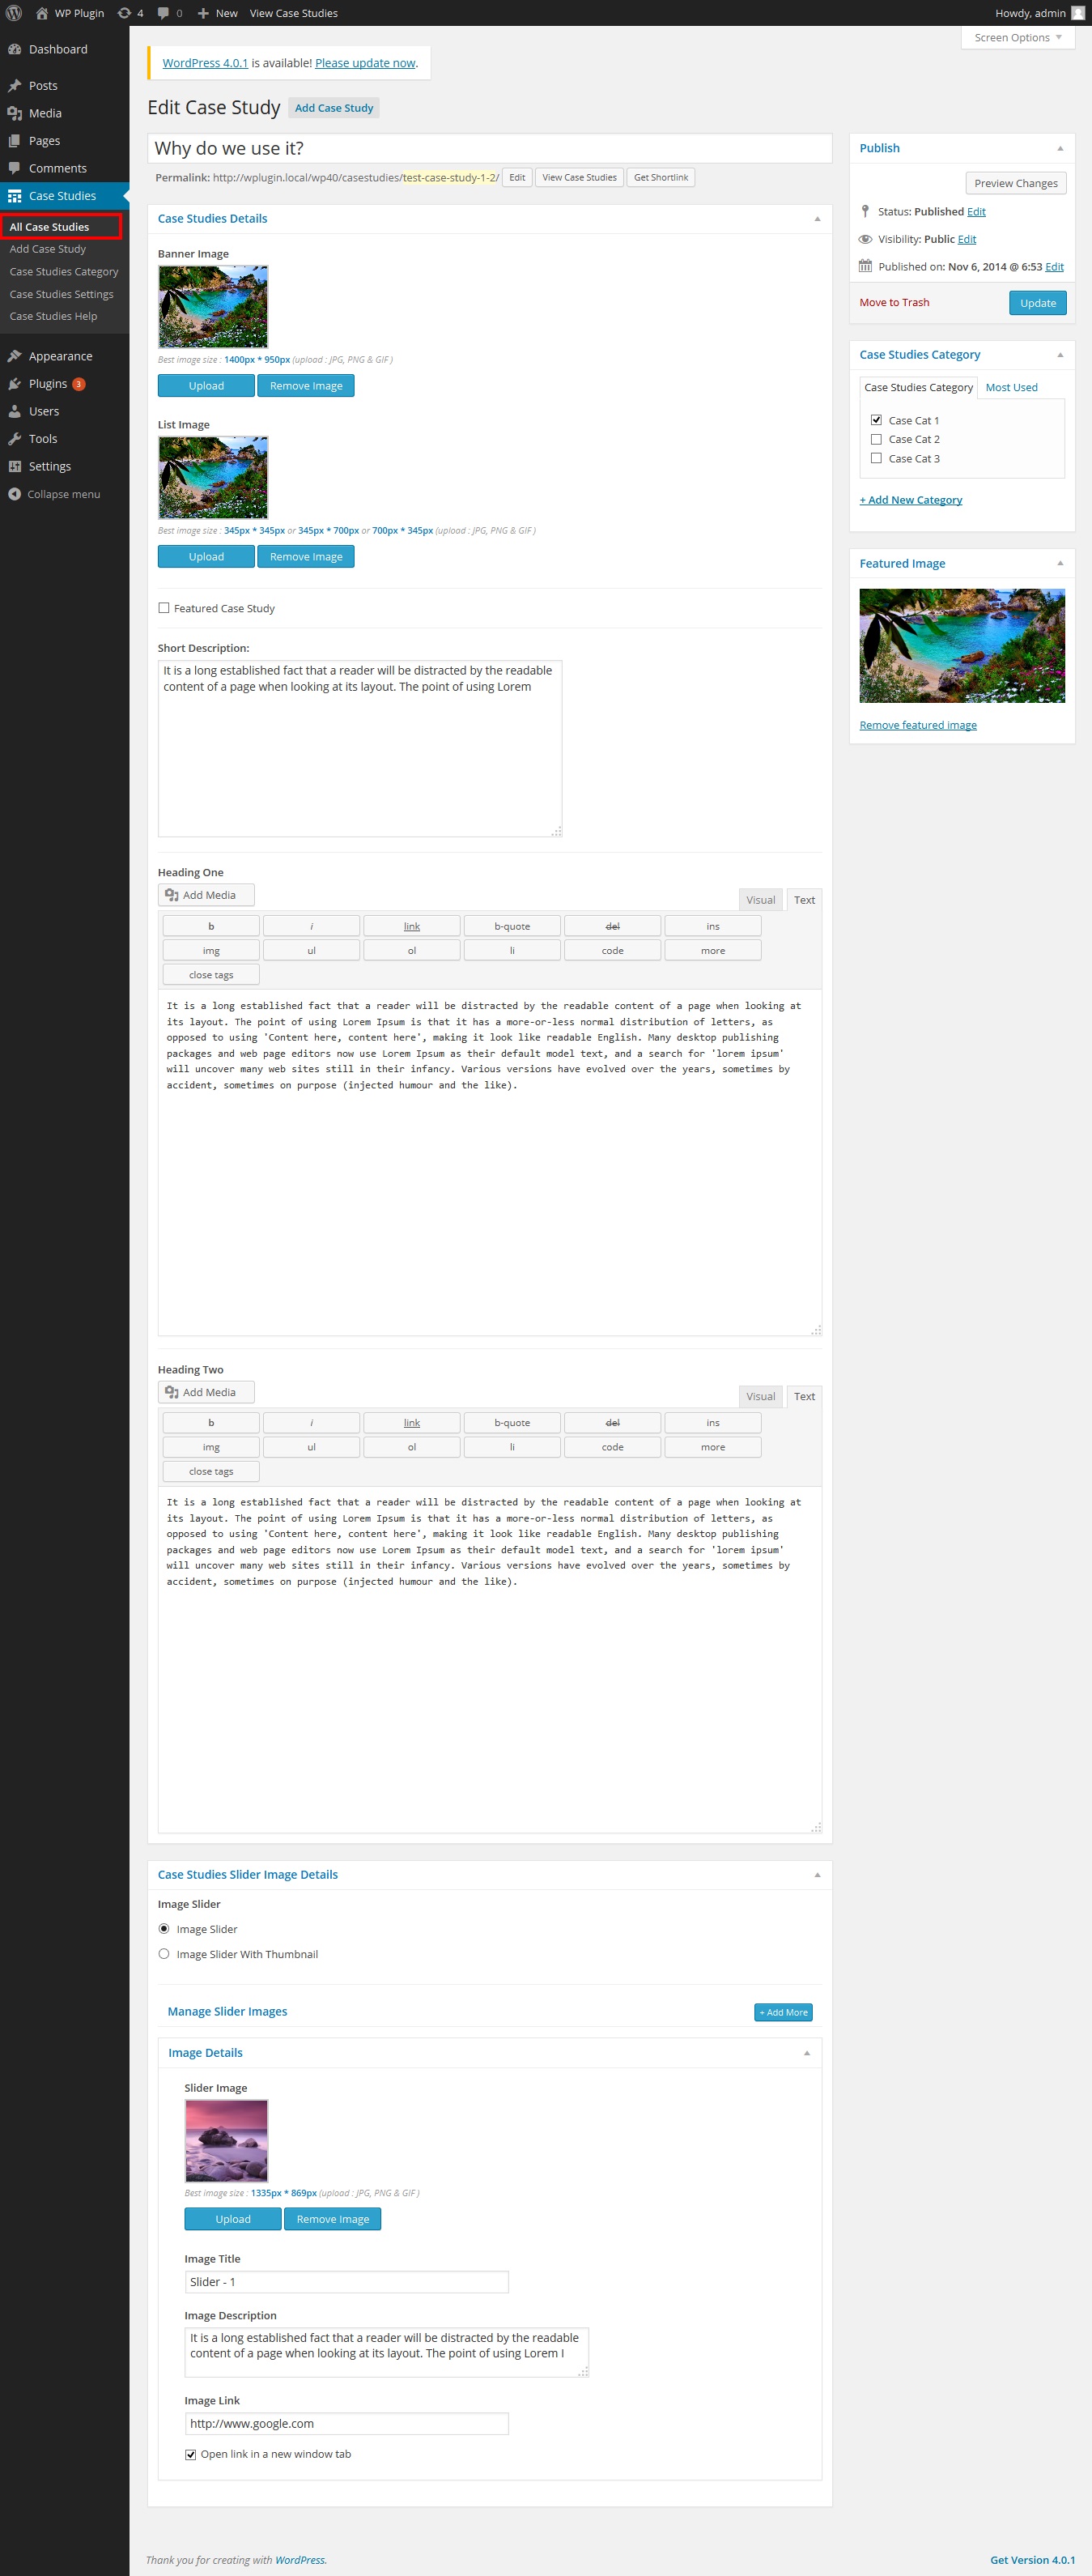 WP Plugin 4 0 New View Case Studies Howdy, admin
Screen Options
Dashboard
Posts
Media
Pages
Comments
Case Studies
All Case Studies
Add Case Study
Case Studies Category
Case Studies Settings
Case Studies Help
Appearance
Plugins 3
Users
Tools
Settings
Collapse menu
WordPress 4.0.1 is available! Please update now.
Edit Case Study Add Case Study
Why do we use it?
Permalink: http://wplugin.local/wp40/casestudies/test-case-study-1-2/ Edit View Case Studies Get Shortlink
Case Studies Details
Banner Image
Best image size : 1400px * 950px (upload : JPG, PNG & GIF )
Upload Remove Image
List Image
Best image size : 345px * 345px or 345px * 700px or 700px * 345px (upload : JPG, PNG & GIF )
Upload Remove Image
Featured Case Study
Short Description:
It is a long established fact that a reader will be distracted by the readable
content of a page when looking at its layout. The point of using Lorem
Heading One
Add Media
Visual Text
b i link b-quote del ins
img ul ol li code more
close tags
It is a long established fact that a reader will be distracted by the readable content of a page when looking at
its layout. The point of using Lorem Ipsum is that it has a more-or-less normal distribution of letters, as
opposed to using 'Content here, content here', making it look like readable English. Many desktop publishing
packages and web page editors now use Lorem Ipsum as their default model text, and a search for 'lorem ipsum'
will uncover many web sites still in their infancy. Various versions have evolved over the years, sometimes by
accident, sometimes on purpose (injected humour and the like).
Heading Two
Add Media
Visual Text
b i link b-quote del ins
img ul ol li code more
close tags
It is a long established fact that a reader will be distracted by the readable content of a page when looking at
its layout. The point of using Lorem Ipsum is that it has a more-or-less normal distribution of letters, as
opposed to using 'Content here, content here', making it look like readable English. Many desktop publishing
packages and web page editors now use Lorem Ipsum as their default model text, and a search for 'lorem ipsum'
will uncover many web sites still in their infancy. Various versions have evolved over the years, sometimes by
accident, sometimes on purpose (injected humour and the like).
Case Studies Slider Image Details
Image Slider
Image Slider
Image Slider With Thumbnail
Manage Slider Images + Add More
Image Details
Slider Image
Best image size : 1335px * 869px (upload : JPG, PNG & GIF )
Upload Remove Image
Image Title
Slider - 1
Image Description
It is a long established fact that a reader will be distracted by the readable
content of a page when looking at its layout. The point of using Lorem I
Image Link
http://www.google.com
Open link in a new window tab
Publish
Preview Changes
Status: Published Edit
Visibility: Public Edit
Published on: Nov 6, 2014 @ 6:53 Edit
Move to Trash Update
Case Studies Category
Case Studies Category Most Used
Case Cat 1
Case Cat 2
Case Cat 3
+ Add New Category
Featured Image
Remove featured image
Thank you for creating with WordPress. Get Version 4.0.1